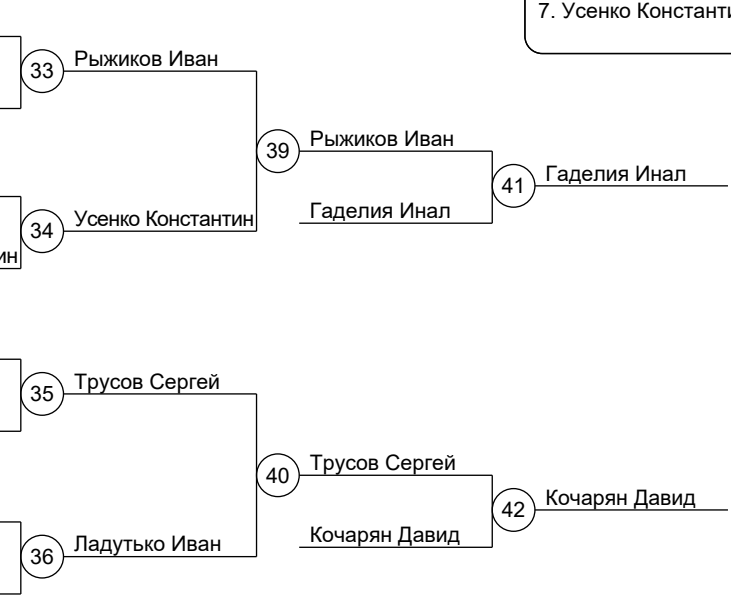 7. Усенко
33 Рыжиков Иван
39 Рыжиков Иван
41 Гаделия Инал
34 Усенко Константин
Гаделия Инал
35 Трусов Сергей
40 Трусов Сергей
42 Кочарян Давид
36 Ладутько Иван
Кочарян Давид